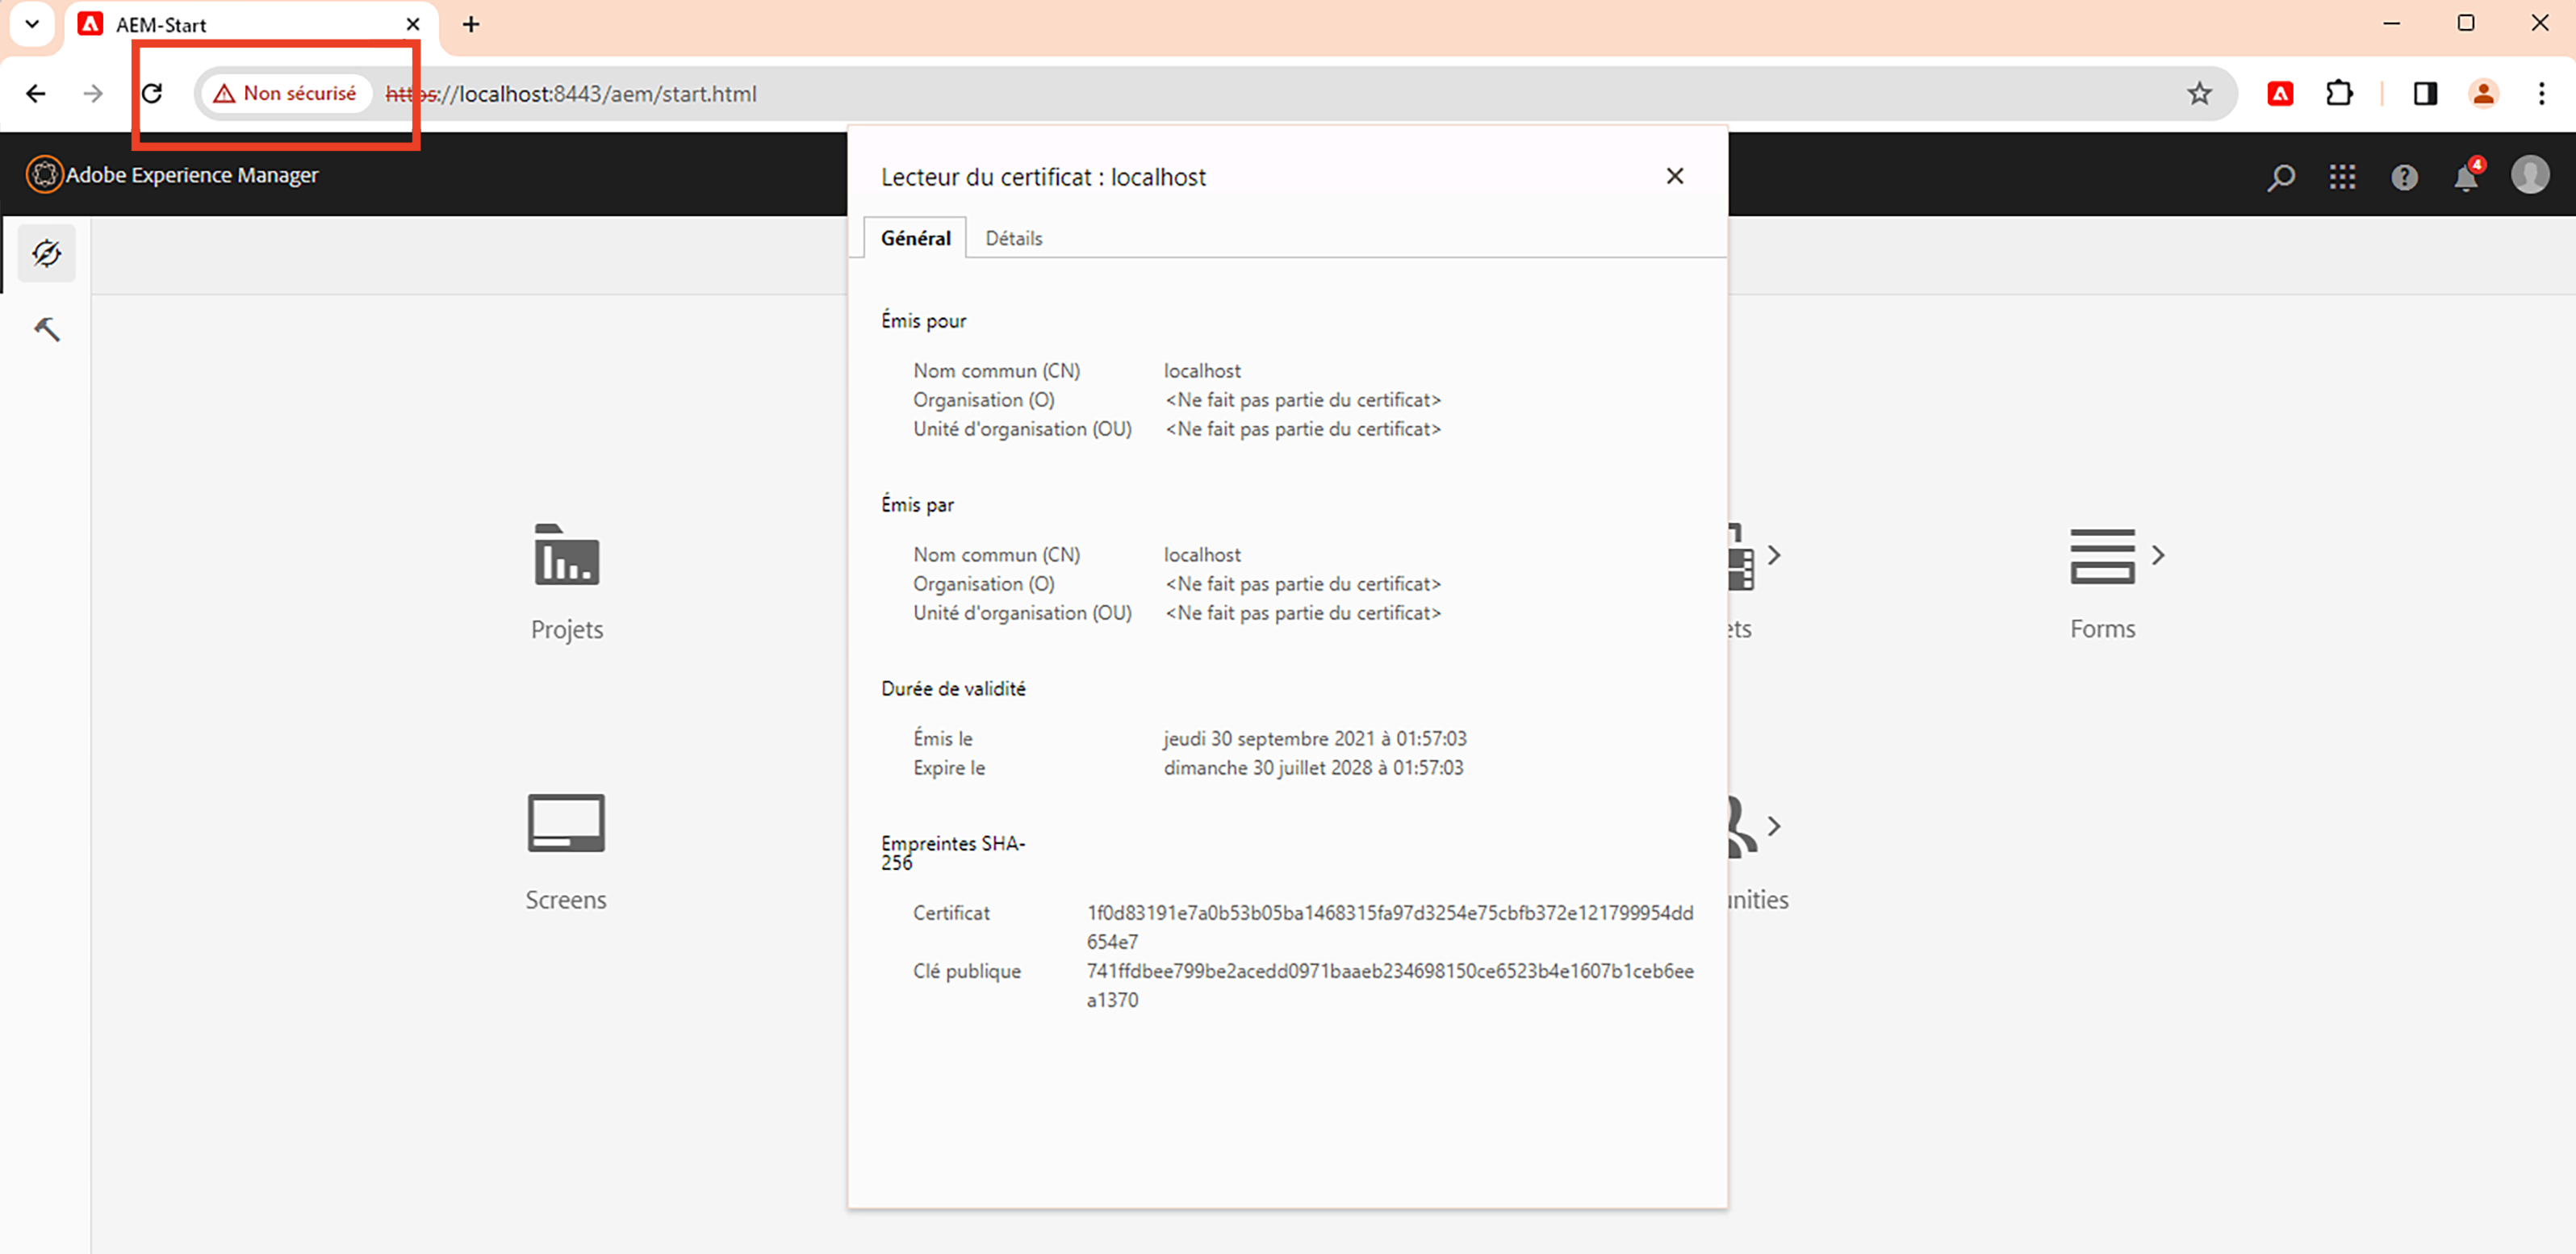 AEM-Start
Non sécurisé https://localhost:8443/aem/start.html
Adobe Experience Manager
4
Lecteur du certificat : localhost
Général Détails
Émis pour
Nom commun (CN) localhost
Organisation (O) <Ne fait pas partie du certificat>
Unité d'organisation (OU) <Ne fait pas partie du certificat>
Émis par
Nom commun (CN) localhost
Organisation (O) <Ne fait pas partie du certificat>
Unité d'organisation (OU) <Ne fait pas partie du certificat>
Durée de validité
Émis le jeudi 30 septembre 2021 à 01:57:03
Expire le dimanche 30 juillet 2028 à 01:57:03
Empreintes SHA-
256
Certificat 1f0d83191e7a0b53b05ba1468315fa97d3254e75cbfb372e121799954dd
654e7
Clé publique 741ffdbee799be2acedd0971baaeb234698150ce6523b4e1607b1ceb6ee
a1370
Projets
ets
Forms
Screens
unities